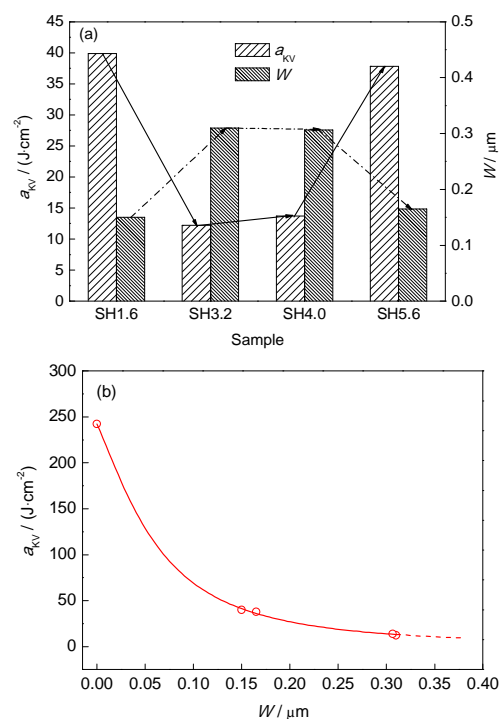 (a)
a_KV
W
45
40
35
30
25
20
15
10
5
0
a_KV / (J·cm⁻²)
0.5
0.4
0.3
0.2
0.1
0.0
W / μm
SH1.6 SH3.2 SH4.0 SH5.6
Sample
(b)
300
250
200
150
100
50
0
a_KV / (J·cm⁻²)
0.00 0.05 0.10 0.15 0.20 0.25 0.30 0.35 0.40
W / μm